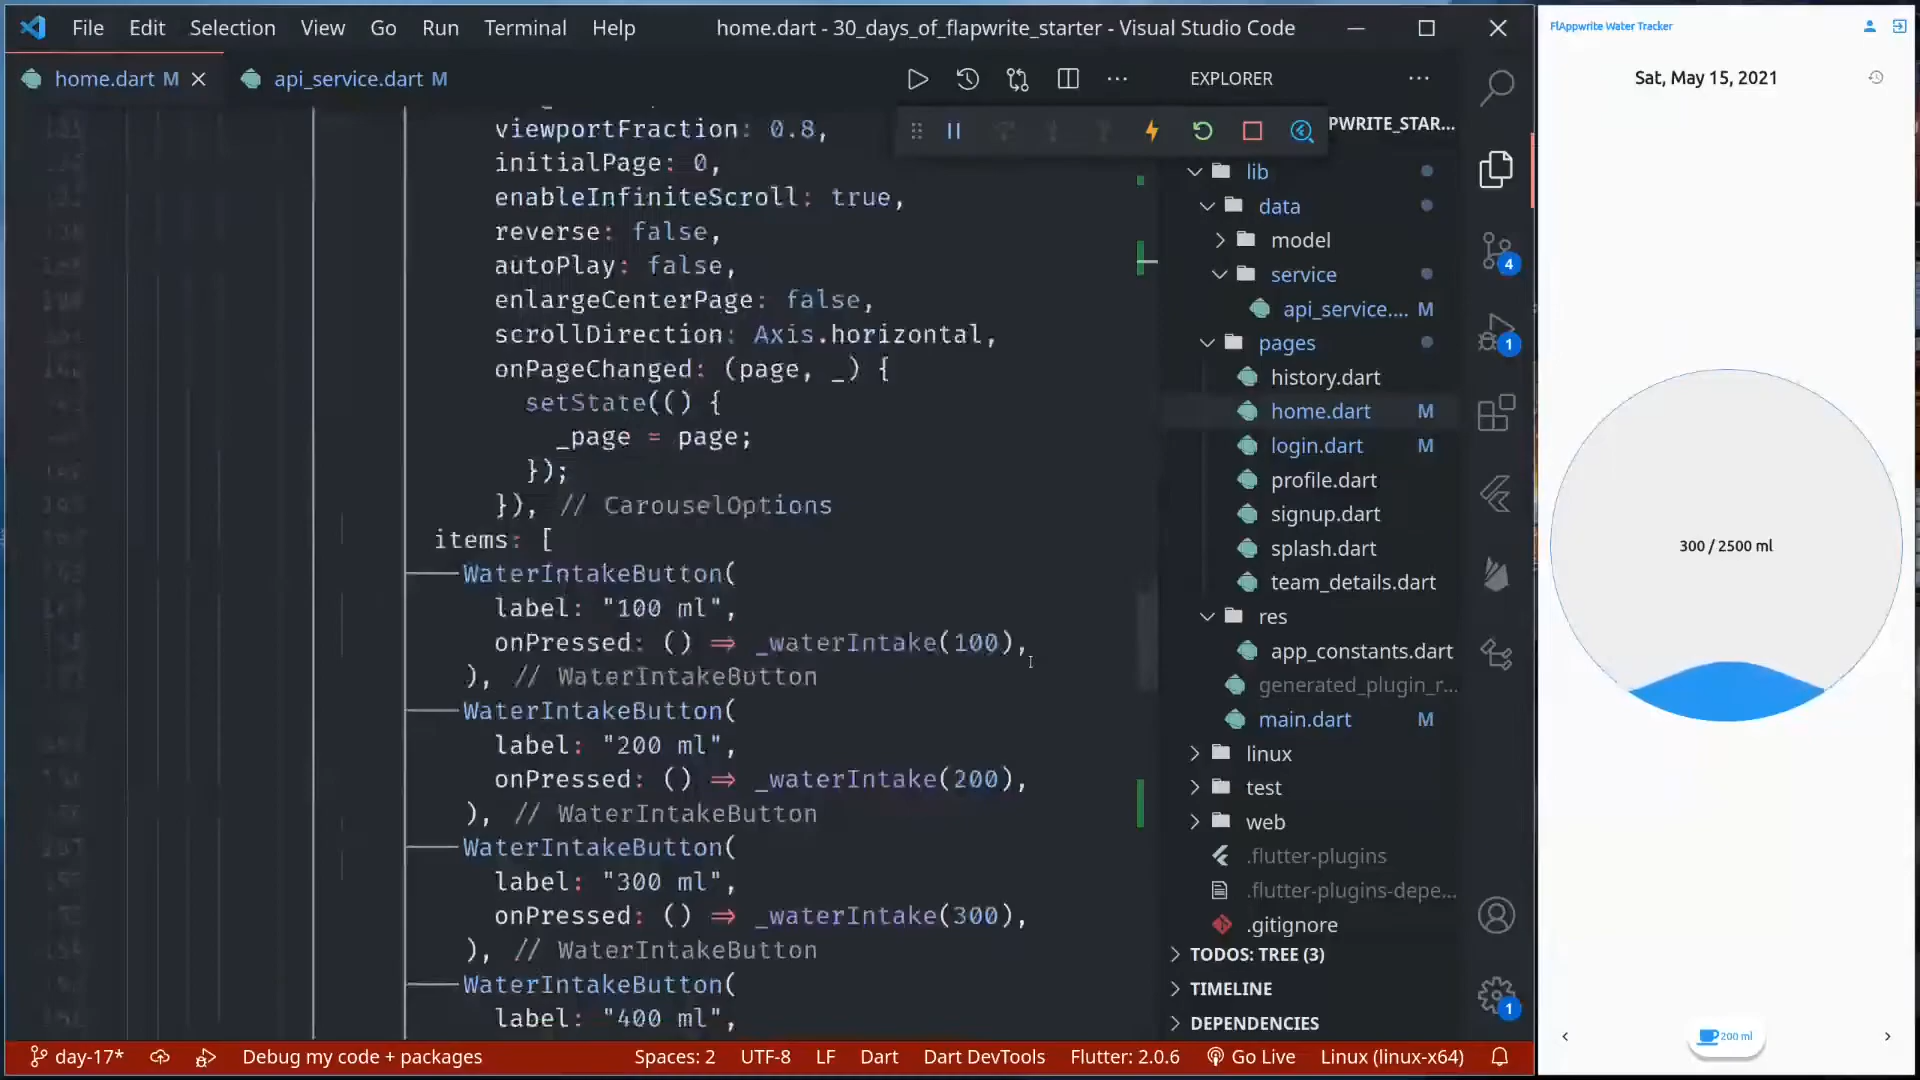 File Edit Selection View Go Run Terminal Help home.dart - 30_days_of_flapwrite_starter - Visual Studio Code
home.dart M api_service.dart M
viewportFraction: 0.8,
initialPage: 0,
enableInfiniteScroll: true,
reverse: false,
autoPlay: false,
enlargeCenterPage: false,
scrollDirection: Axis.horizontal,
onPageChanged: (page, _) {
setState(() {
_page = page;
});
}), // CarouselOptions
items: [
WaterIntakeButton(
label: "100 ml",
onPressed: () => _waterIntake(100),
), // WaterIntakeButton
WaterIntakeButton(
label: "200 ml",
onPressed: () => _waterIntake(200),
), // WaterIntakeButton
WaterIntakeButton(
label: "300 ml",
onPressed: () => _waterIntake(300),
), // WaterIntakeButton
WaterIntakeButton(
label: "400 ml",
EXPLORER
PWRITE_STAR...
lib
data
model
service
api_service.... M
pages
history.dart
home.dart M
login.dart M
profile.dart
signup.dart
splash.dart
team_details.dart
res
app_constants.dart
generated_plugin_r...
main.dart M
linux
test
web
.flutter-plugins
.flutter-plugins-depe...
.gitignore
TODOS: TREE (3)
TIMELINE
DEPENDENCIES
4
1
1
day-17* Debug my code + packages Spaces: 2 UTF-8 LF Dart Dart DevTools Flutter: 2.0.6 Go Live Linux (linux-x64)
FlAppwrite Water Tracker
Sat, May 15, 2021
300 / 2500 ml
200 ml